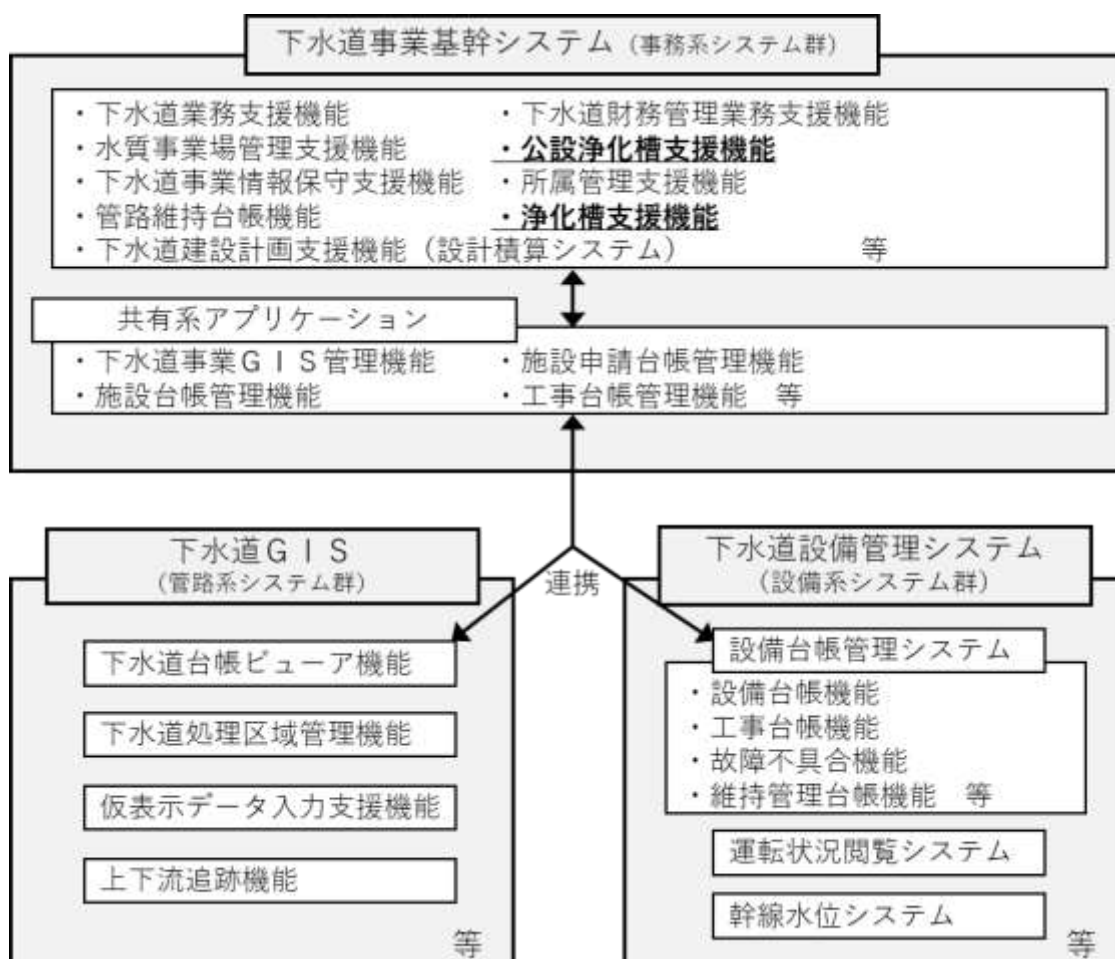 下水道事業基幹システム（事務系システム群）
・下水道業務支援機能
・下水道財務管理業務支援機能
・水質事業場管理支援機能
・公設浄化槽支援機能
・下水道事業情報保守支援機能
・所属管理支援機能
・管路維持台帳機能
・浄化槽支援機能
・下水道建設計画支援機能（設計積算システム）
等
共有系アプリケーション
・下水道事業ＧＩＳ管理機能
・施設申請台帳管理機能
・施設台帳管理機能
・工事台帳管理機能　等
連携
下水道ＧＩＳ
（管路系システム群）
下水道台帳ビューア機能
下水道処理区域管理機能
仮表示データ入力支援機能
上下流追跡機能
等
下水道設備管理システム
（設備系システム群）
設備台帳管理システム
・設備台帳機能
・工事台帳機能
・故障不具合機能
・維持管理台帳機能　等
運転状況閲覧システム
幹線水位システム
等